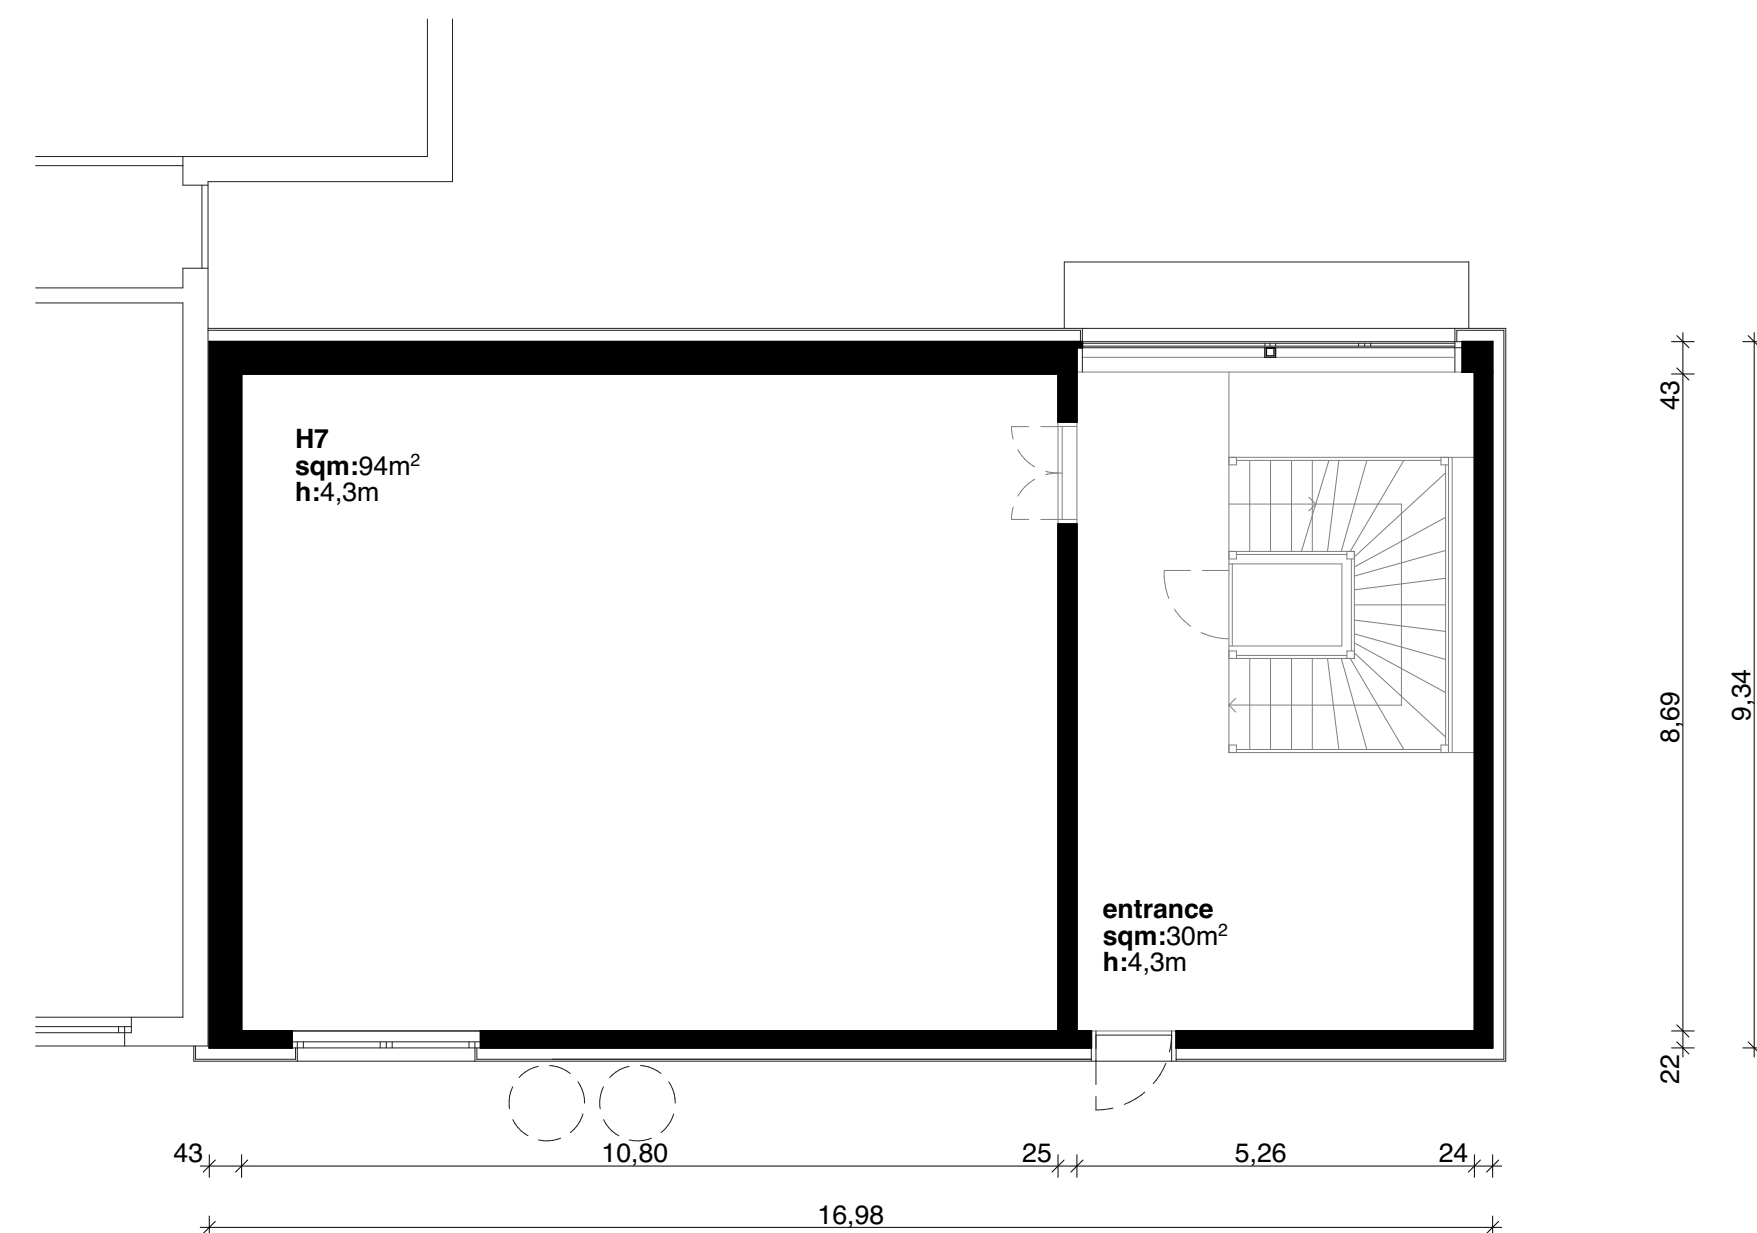 H7
sqm:94m²
h:4,3m
43
8,69
9,34
entrance
sqm:30m²
h:4,3m
22
43
10,80
25
5,26
24
16,98